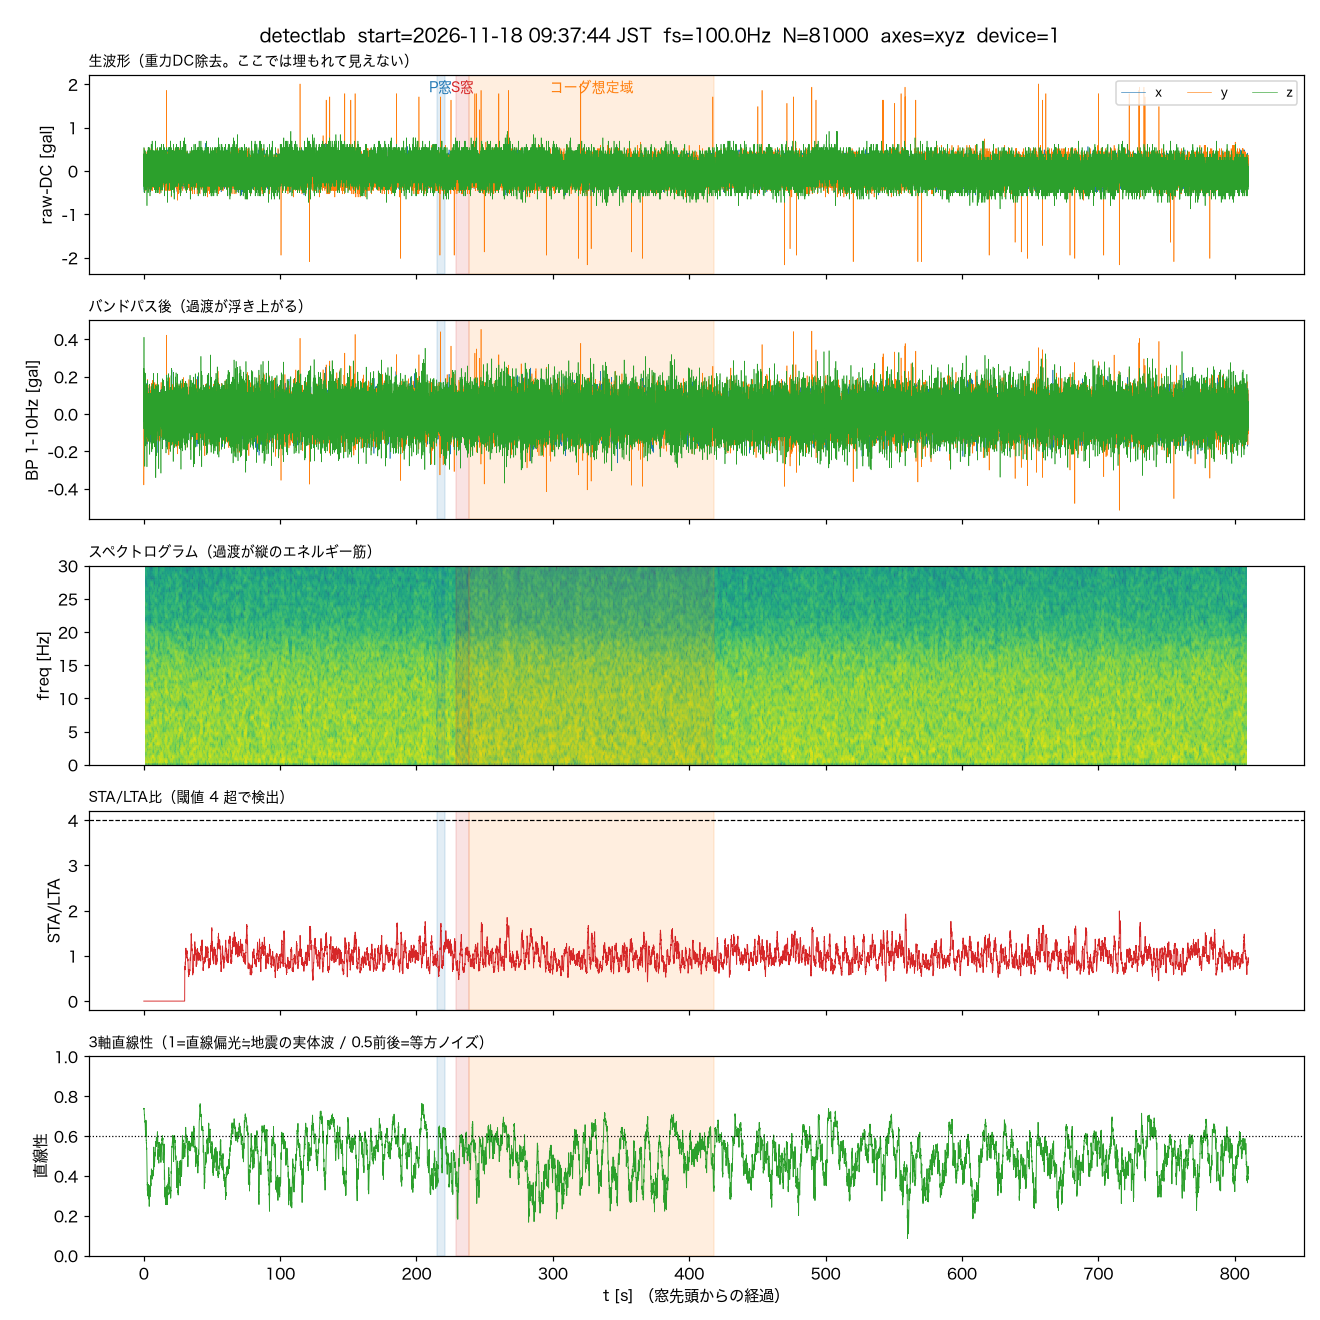 detectlab  start=2026-11-18 09:37:44 JST  fs=100.0Hz  N=81000  axes=xyz  device=1
生波形（重力DC除去。ここでは埋もれて見えない）
P窓 S窓 コーダ想定域
x y z
raw-DC [gal]
2
1
0
-1
-2
バンドパス後（過渡が浮き上がる）
BP 1-10Hz [gal]
0.4
0.2
0.0
-0.2
-0.4
スペクトログラム（過渡が縦のエネルギー筋）
freq [Hz]
30
25
20
15
10
5
0
STA/LTA比（閾値 4 超で検出）
STA/LTA
4
3
2
1
0
3軸直線性（1=直線偏光≒地震の実体波 / 0.5前後=等方ノイズ）
直線性
1.0
0.8
0.6
0.4
0.2
0.0
0 100 200 300 400 500 600 700 800
t [s] （窓先頭からの経過）